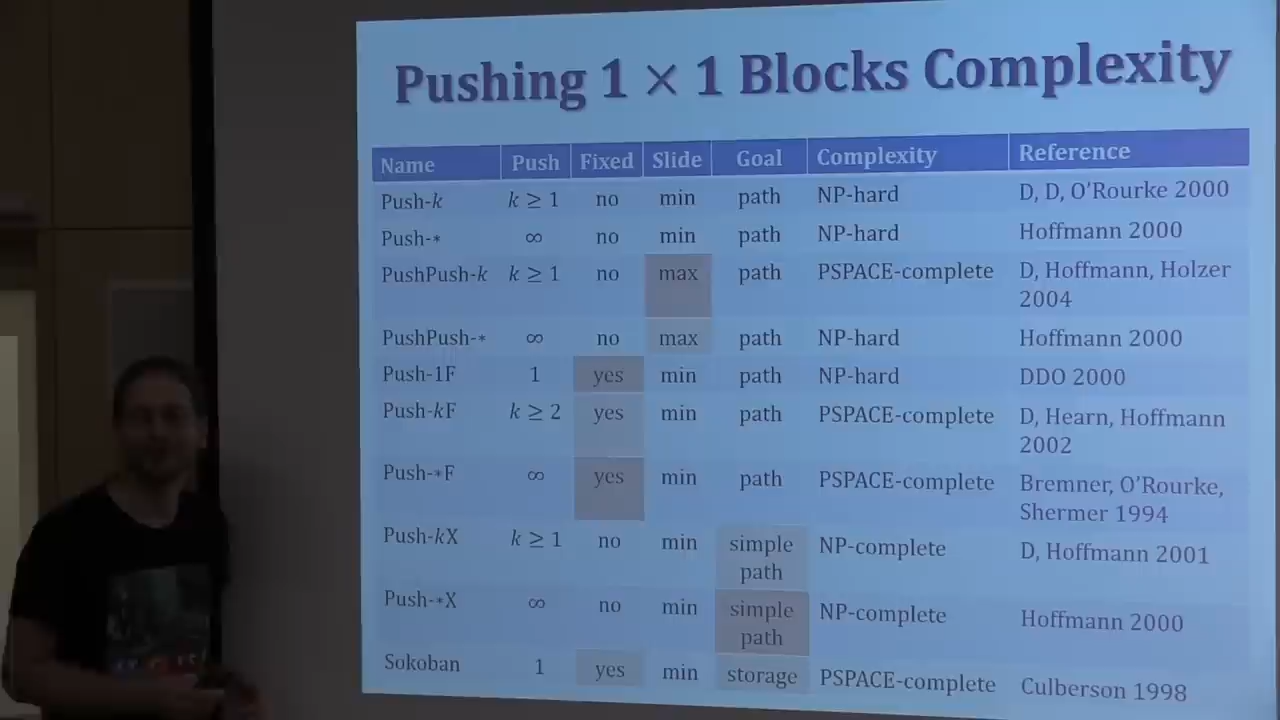 Pushing 1 × 1 Blocks Complexity
Name Push Fixed Slide Goal Complexity Reference
Push-k k ≥ 1 no min path NP-hard D, D, O’Rourke 2000
Push-∗ ∞ no min path NP-hard Hoffmann 2000
PushPush-k k ≥ 1 no max path PSPACE-complete D, Hoffmann, Holzer
2004
PushPush-∗ ∞ no max path NP-hard Hoffmann 2000
Push-1F 1 yes min path NP-hard DDO 2000
Push-kF k ≥ 2 yes min path PSPACE-complete D, Hearn, Hoffmann
2002
Push-∗F ∞ yes min path PSPACE-complete Bremner, O’Rourke,
Shermer 1994
Push-kX k ≥ 1 no min simple NP-complete D, Hoffmann 2001
path
Push-∗X ∞ no min simple NP-complete Hoffmann 2000
path
Sokoban 1 yes min storage PSPACE-complete Culberson 1998